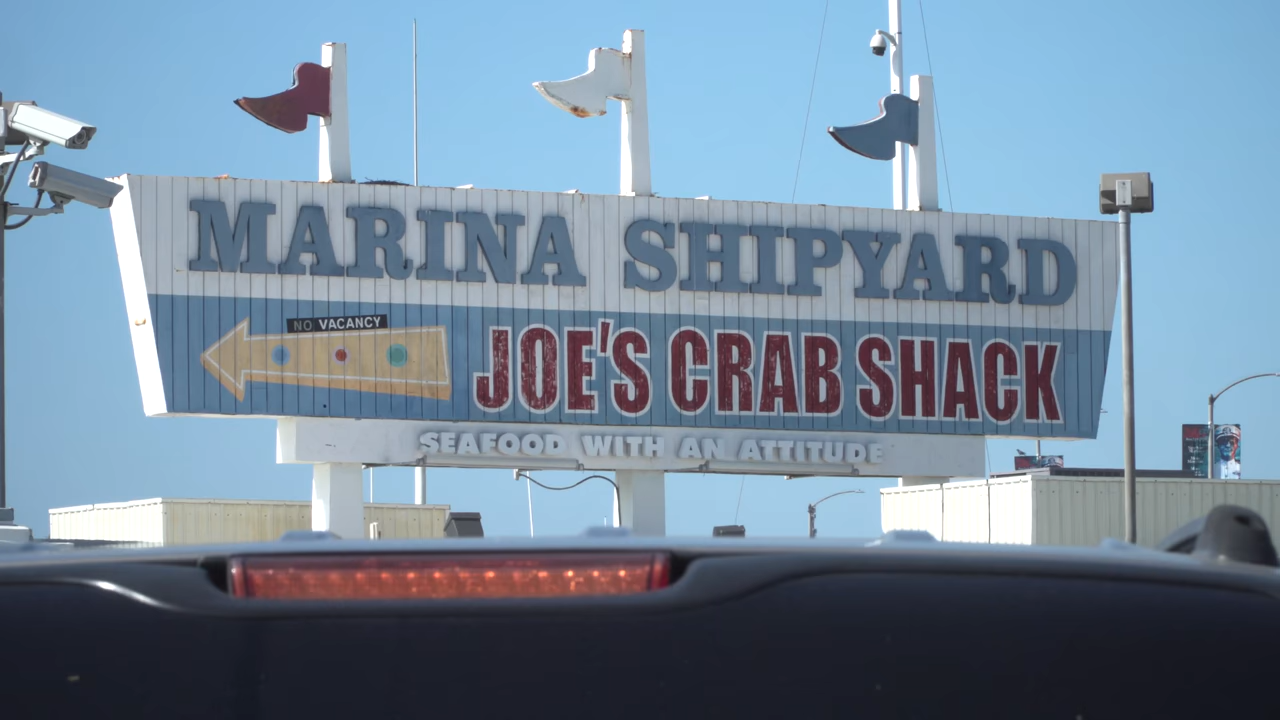 MARINA SHIPYARD
NO VACANCY
JOE'S CRAB SHACK
SEAFOOD WITH AN ATTITUDE